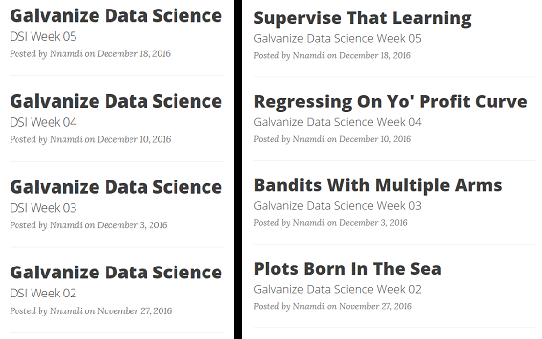 Galvanize Data Science
DSI Week 05
Posted by Nnamdi on December 18, 2016
Galvanize Data Science
DSI Week 04
Posted by Nnamdi on December 10, 2016
Galvanize Data Science
DSI Week 03
Posted by Nnamdi on December 3, 2016
Galvanize Data Science
DSI Week 02
Posted by Nnamdi on November 27, 2016
Supervise That Learning
Galvanize Data Science Week 05
Posted by Nnamdi on December 18, 2016
Regressing On Yo' Profit Curve
Galvanize Data Science Week 04
Posted by Nnamdi on December 10, 2016
Bandits With Multiple Arms
Galvanize Data Science Week 03
Posted by Nnamdi on December 3, 2016
Plots Born In The Sea
Galvanize Data Science Week 02
Posted by Nnamdi on November 27, 2016